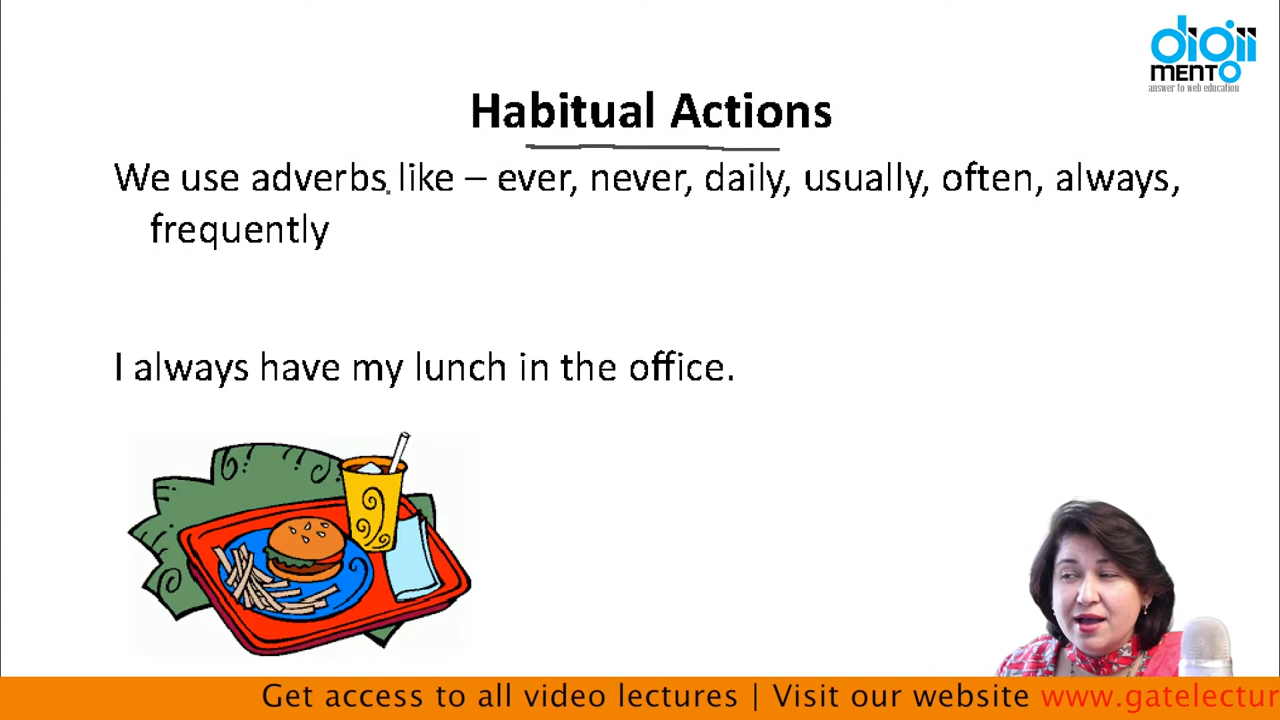 digii
MENTO
answer to web education
Habitual Actions
We use adverbs like – ever, never, daily, usually, often, always,
frequently
I always have my lunch in the office.
Get access to all video lectures | Visit our website www.gatelectur